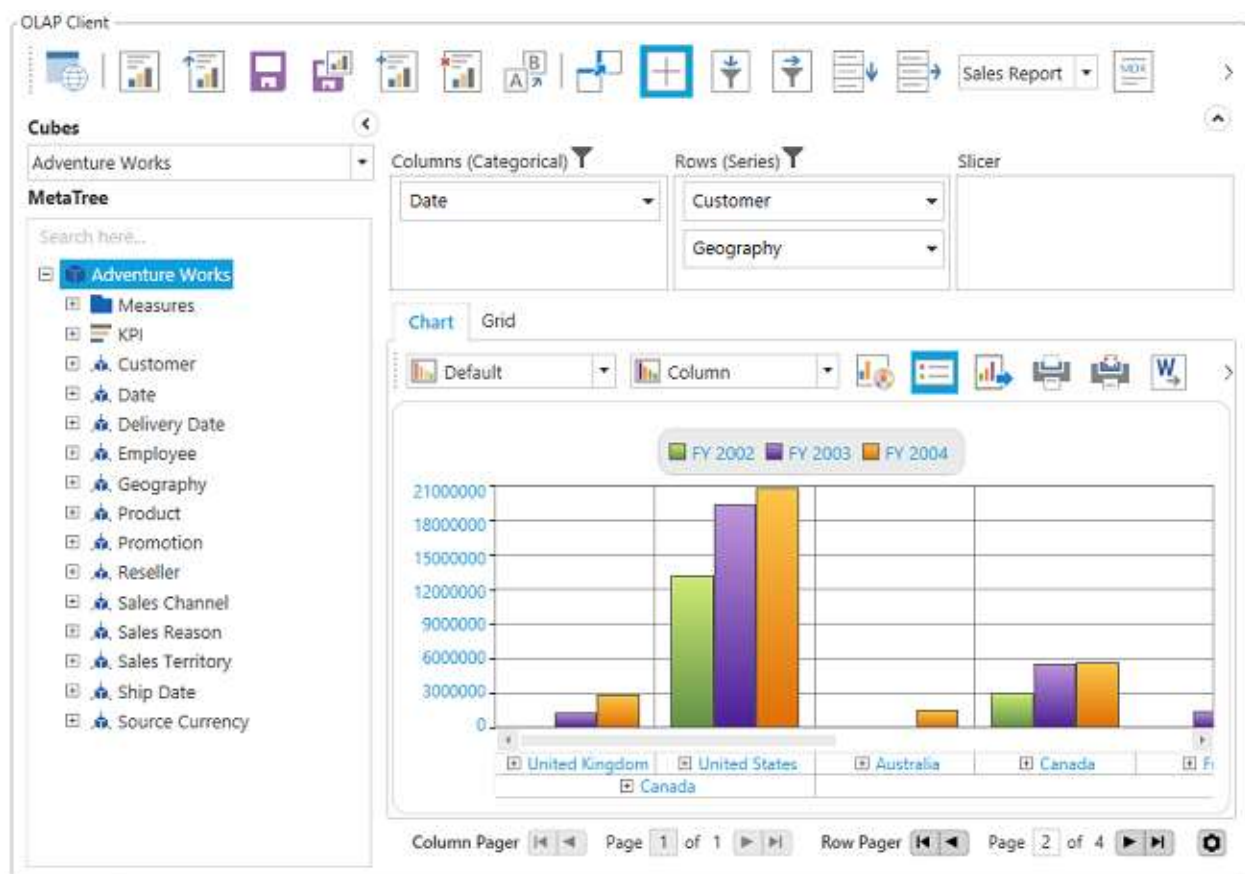 OLAP Client
B
A
Sales Report
MDX
Cubes
Adventure Works
MetaTree
Search here...
Adventure Works
Measures
KPI
Customer
Date
Delivery Date
Employee
Geography
Product
Promotion
Reseller
Sales Channel
Sales Reason
Sales Territory
Ship Date
Source Currency
Columns (Categorical) Rows (Series) Slicer
Date Customer
Geography
Chart Grid
Default Column W
FY 2002 FY 2003 FY 2004
21000000
18000000
15000000
12000000
9000000
6000000
3000000
0
United Kingdom United States Australia Canada
Canada
Column Pager Page 1 of 1 Row Pager Page 2 of 4